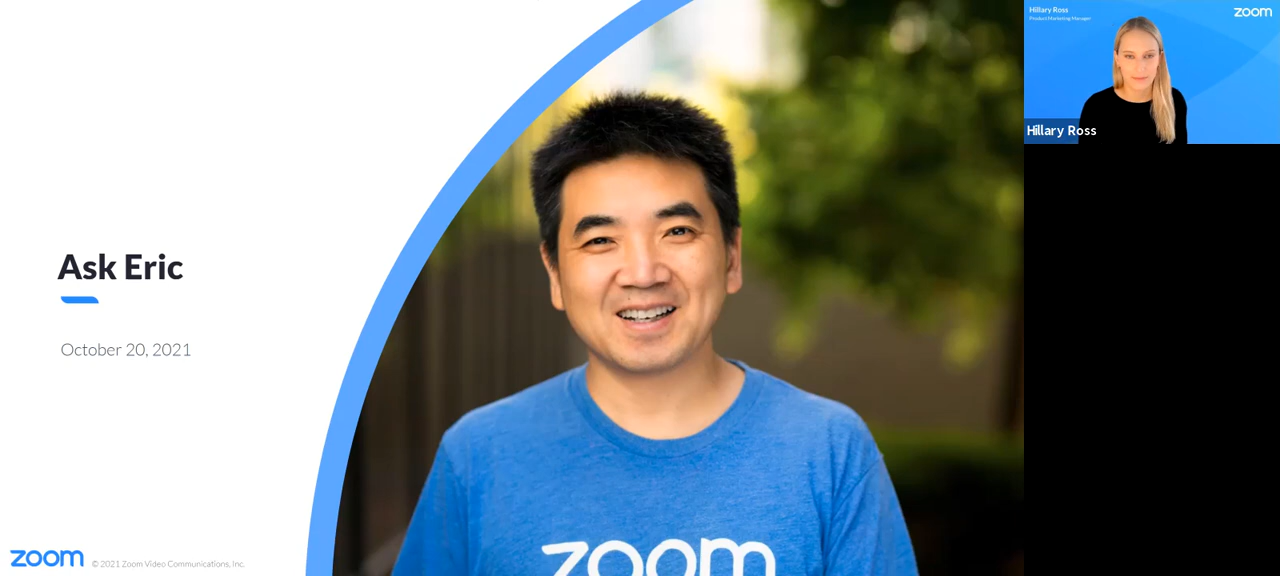 Ask Eric
October 20, 2021
zoom
© 2021 Zoom Video Communications, Inc.
zoom
Hillary Ross
Product Marketing Manager
zoom
Hillary Ross